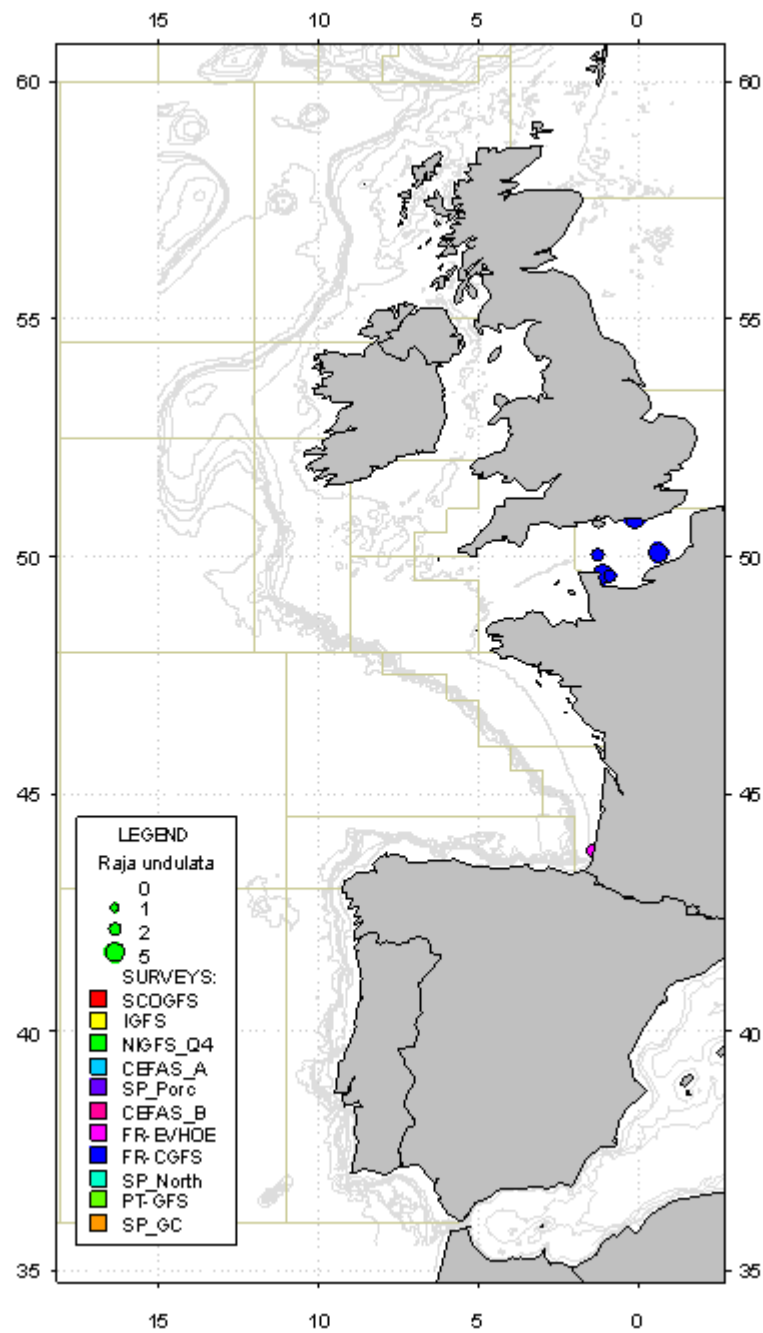 15 10 5 0
60 60
55 55
50 50
45 45
LEGEND
Raja undulata
0
1
2
5
SURVEYS:
SCOGFS
IGFS
NIGFS_Q4
40 40
CEFAS_A
SP_Porc
CEFAS_B
FR-EVHOE
FR-CGFS
SP_North
PT-GFS
SP_GC
35 35
15 10 5 0